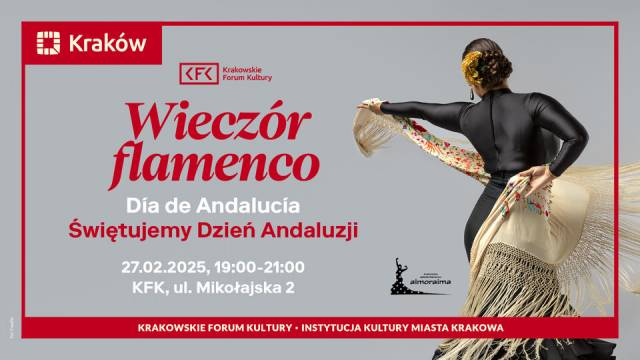 Kraków
KFK
Krakowskie
Forum Kultury
Wieczór
flamenco
Día de Andalucía
Świętujemy Dzień Andaluzji
27.02.2025, 19:00-21:00
KFK, ul. Mikołajska 2
almoraima
KRAKOWSKIE FORUM KULTURY • INSTYTUCJA KULTURY MIASTA KRAKOWA